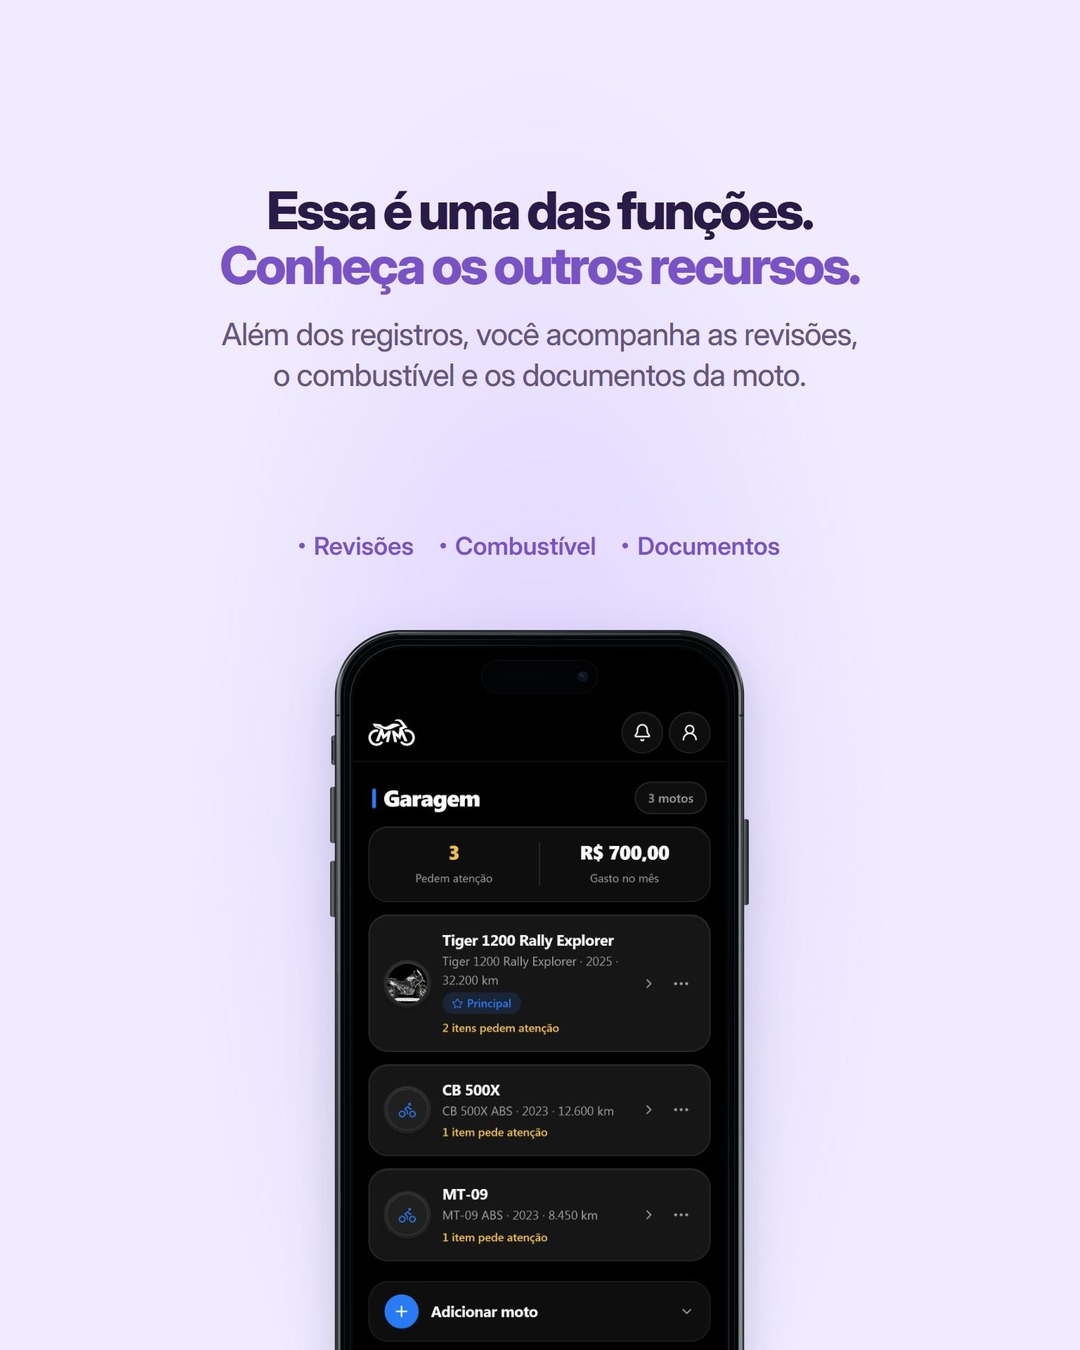 Essa é uma das funções.
Conheça os outros recursos.
Além dos registros, você acompanha as revisões,
o combustível e os documentos da moto.
• Revisões • Combustível • Documentos
MM
Garagem
3 motos
3
Pedem atenção
R$ 700,00
Gasto no mês
Tiger 1200 Rally Explorer
Tiger 1200 Rally Explorer · 2025 ·
32.200 km
Principal
2 itens pedem atenção
CB 500X
CB 500X ABS · 2023 · 12.600 km
1 item pede atenção
MT-09
MT-09 ABS · 2023 · 8.450 km
1 item pede atenção
Adicionar moto